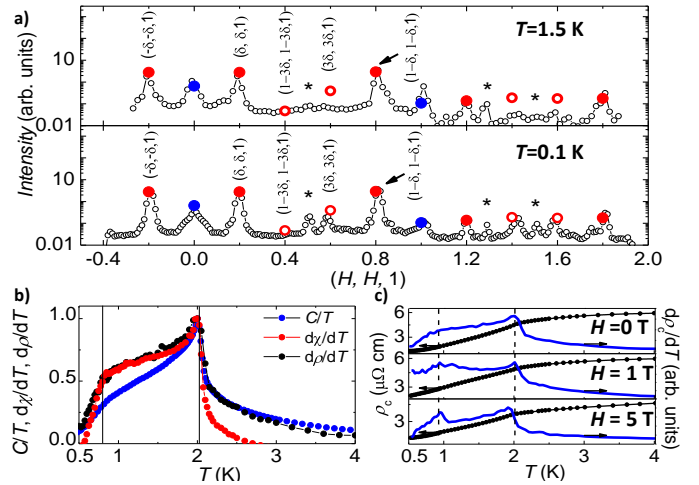 a)
T=1.5 K
(-δ,-δ,1)
(δ, δ,1)
(1-3δ, 1-3δ,1)
(3δ, 3δ,1)
(1-δ, 1-δ,1)
*
*
*
10
0.01
T=0.1 K
(-δ,-δ,1)
(δ, δ,1)
(1-3δ, 1-3δ,1)
(3δ, 3δ,1)
(1-δ, 1-δ,1)
*
*
*
10
0.01
Intensity (arb. units)
-0.4 0.0 0.4 0.8 1.2 1.6 2.0
(H, H, 1)
b)
C/T
dχ/dT
dρ/dT
1.0
0.5
0.0
C/T, dχ/dT, dρ/dT
0.5 1 2 3 4
T (K)
c)
H=0 T
H = 1 T
H = 5 T
6
3
6
3
3
ρc (μΩ cm)
dρc/dT (arb. units)
0.5 1 2 3 4
T (K)